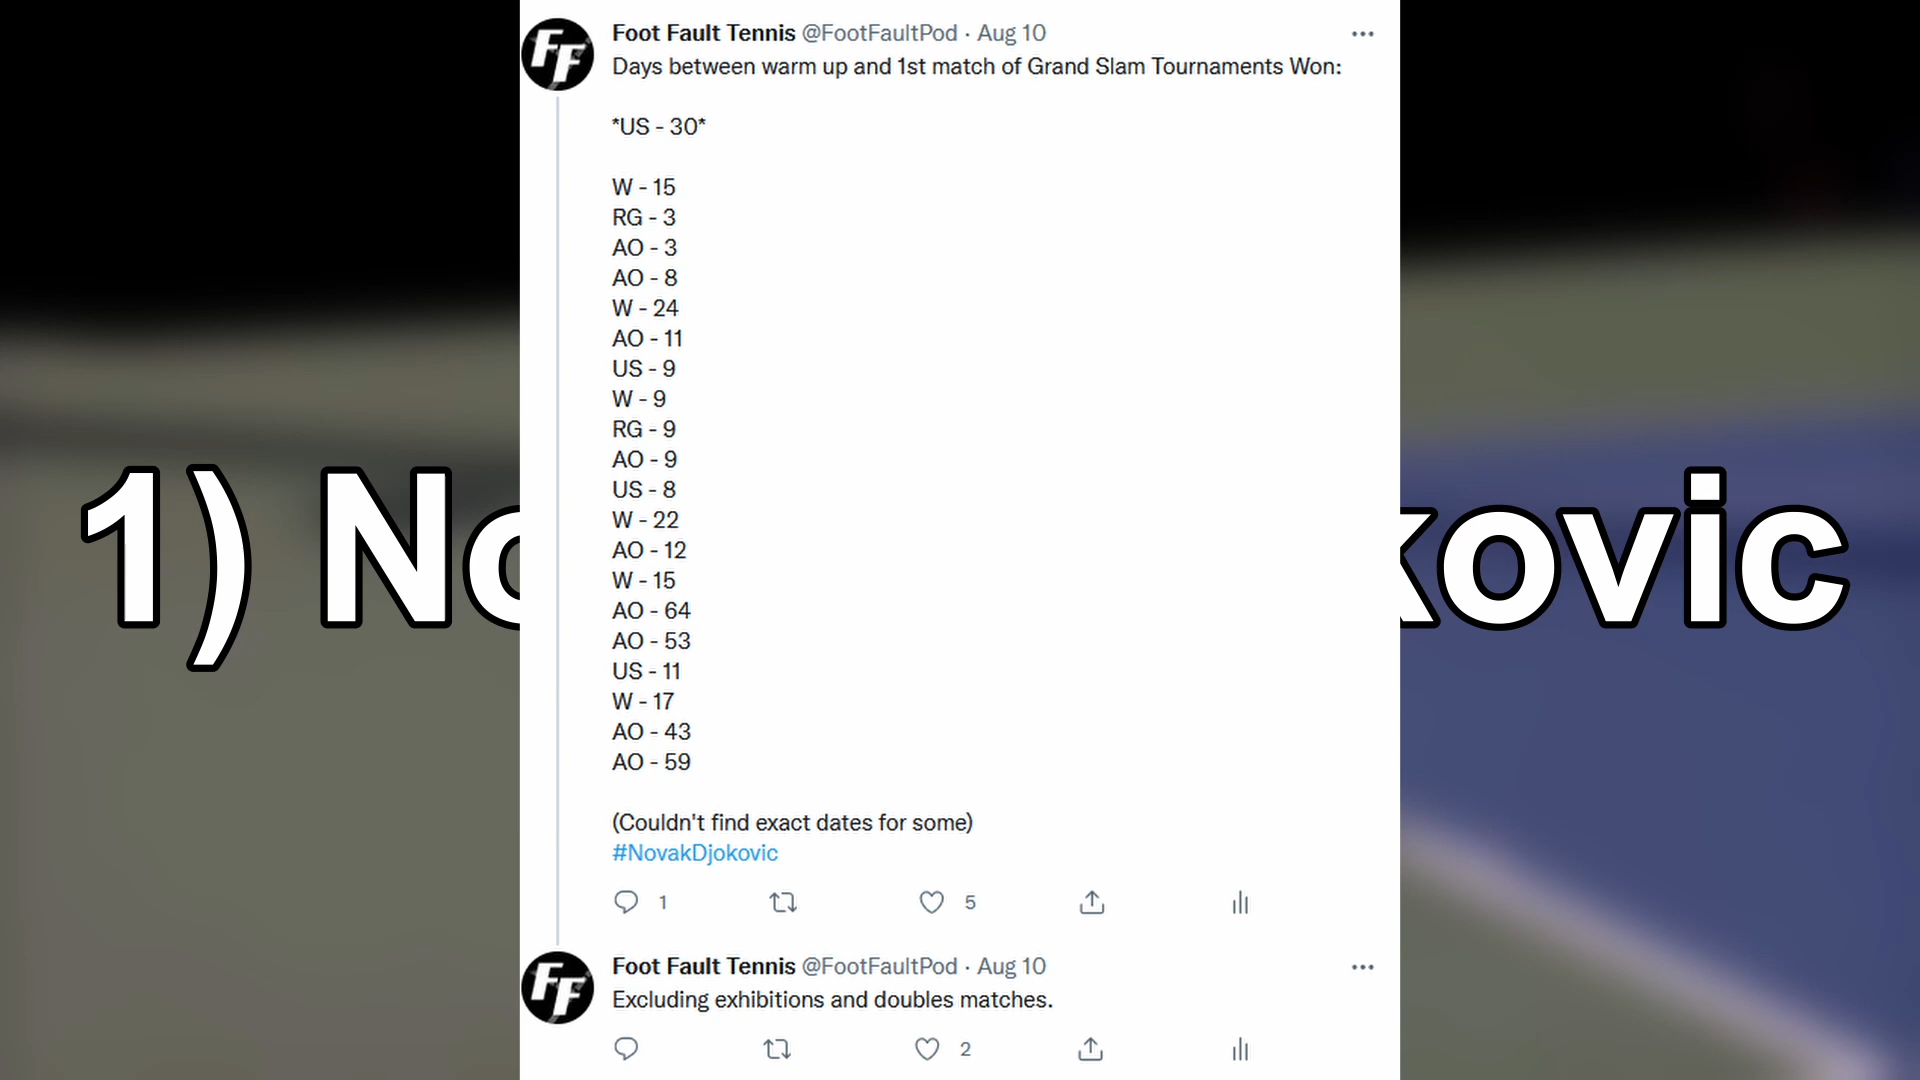 Foot Fault Tennis @FootFaultPod · Aug 10
Days between warm up and 1st match of Grand Slam Tournaments Won:
*US - 30*
W - 15
RG - 3
AO - 3
AO - 8
W - 24
AO - 11
US - 9
W - 9
RG - 9
AO - 9
US - 8
W - 22
AO - 12
W - 15
AO - 64
AO - 53
US - 11
W - 17
AO - 43
AO - 59
(Couldn't find exact dates for some)
#NovakDjokovic
1 5
Foot Fault Tennis @FootFaultPod · Aug 10
Excluding exhibitions and doubles matches.
2
FF
FF
1) No
kovic